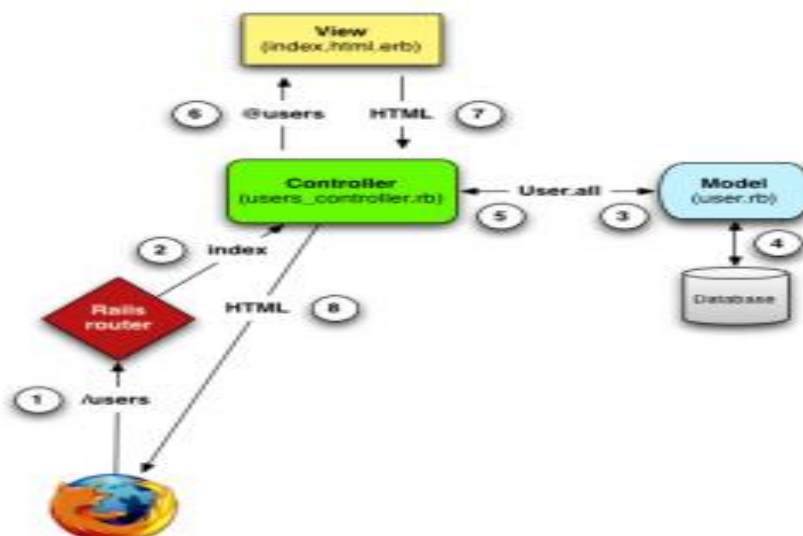 View
(index.html.erb)
6 @users HTML 7
Controller
(users_controller.rb)
User.all
Model
(user.rb)
5
3
4
2 index
Database
Rails
router
HTML 8
1 /users